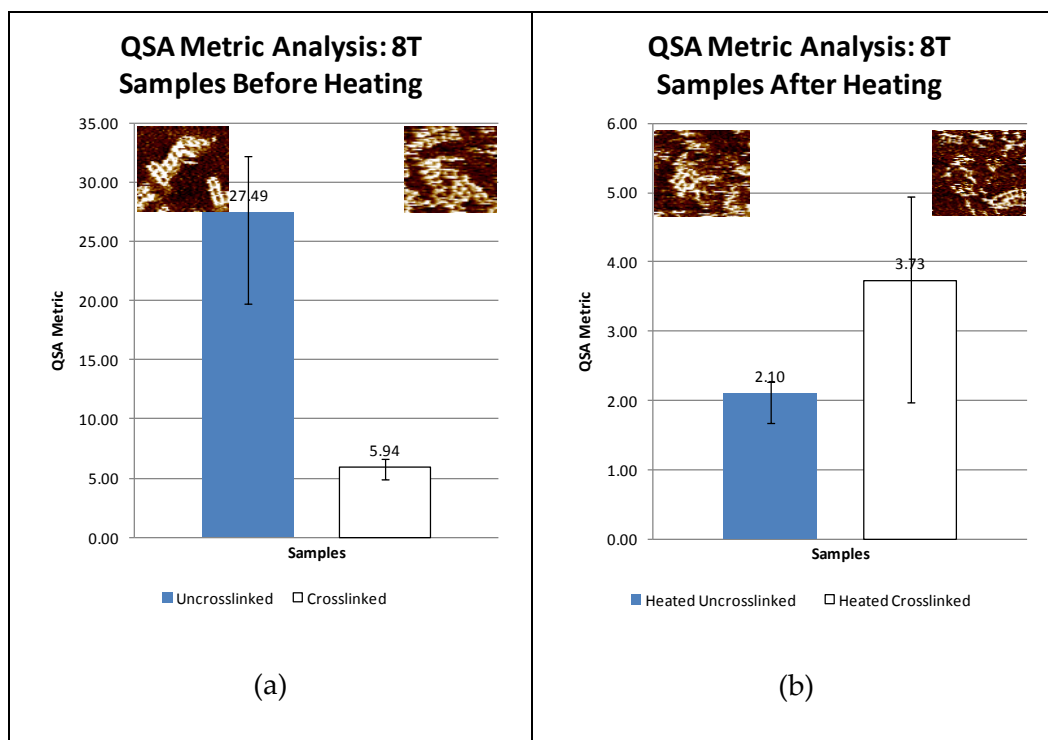 QSA Metric Analysis: 8T
Samples Before Heating
35.00
30.00
25.00
20.00
15.00
10.00
5.00
0.00
QSA Metric
27.49
5.94
Samples
Uncrosslinked Crosslinked
(a)
QSA Metric Analysis: 8T
Samples After Heating
6.00
5.00
4.00
3.00
2.00
1.00
0.00
QSA Metric
2.10
3.73
Samples
Heated Uncrosslinked Heated Crosslinked
(b)